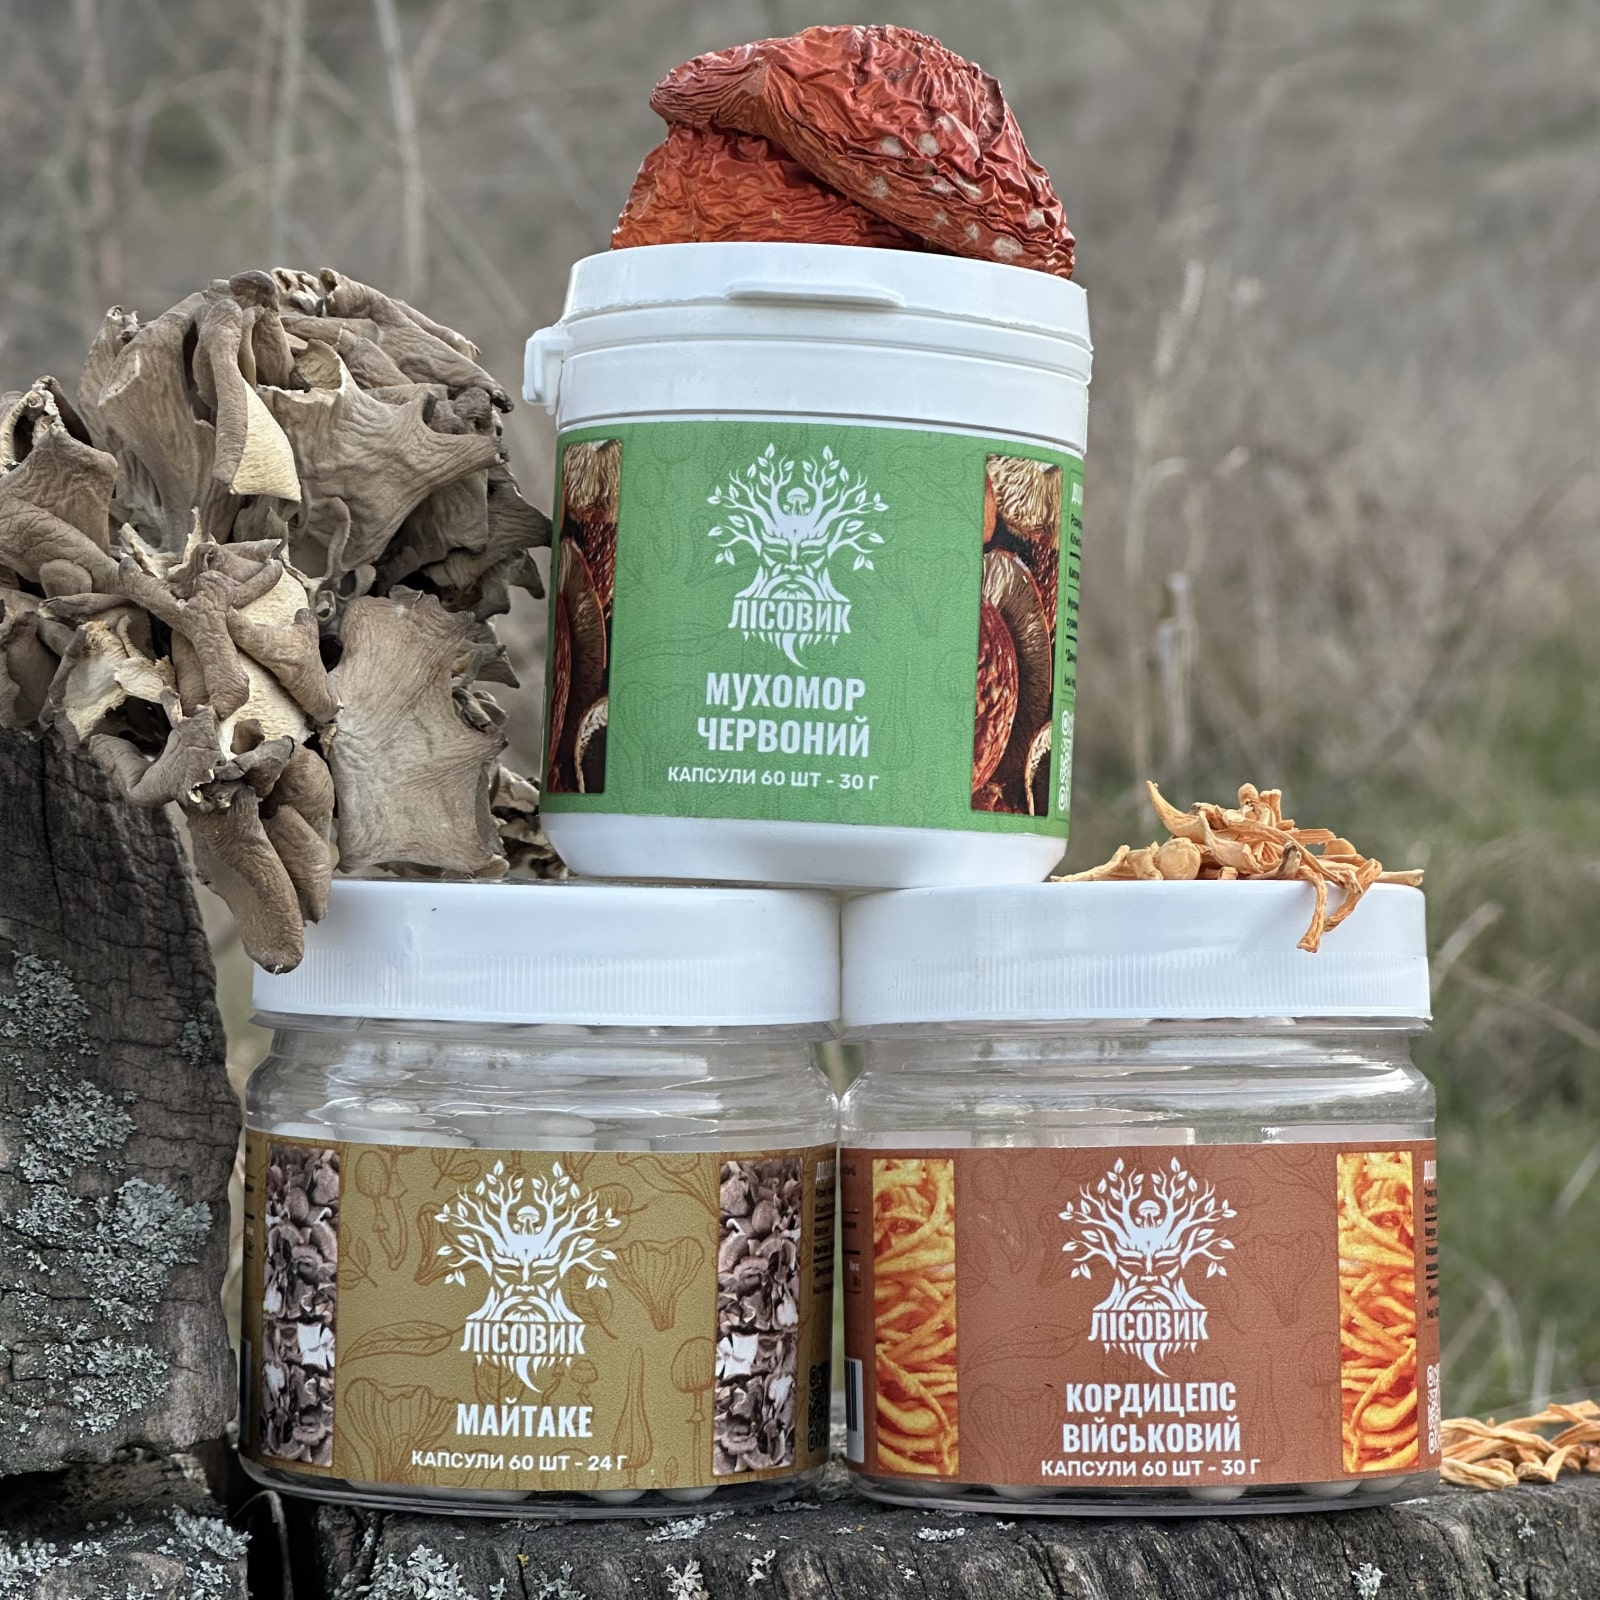 ЛІСОВИК
МУХОМОР
ЧЕРВОНИЙ
КАПСУЛИ 60 ШТ - 30 Г
ЛІСОВИК
МАЙТАКЕ
КАПСУЛИ 60 ШТ - 24 Г
ЛІСОВИК
КОРДИЦЕПС
ВІЙСЬКОВИЙ
КАПСУЛИ 60 ШТ - 30 Г